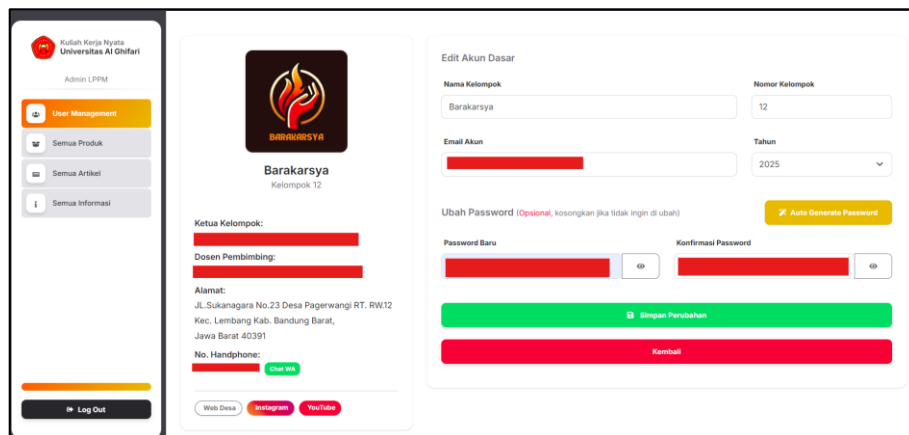 Kuliah Kerja Nyata
Universitas Al Ghifari
Admin LPPM
User Management
Semua Produk
Semua Artikel
Semua Informasi
Log Out
BARAKARSYA
Barakarsya
Kelompok 12
Ketua Kelompok:
Dosen Pembimbing:
Alamat:
JL.Sukanagara No.23 Desa Pagerwangi RT. RW.12
Kec. Lembang Kab. Bandung Barat,
Jawa Barat 40391
No. Handphone:
Chat WA
Web Desa Instagram YouTube
Edit Akun Dasar
Nama Kelompok Nomor Kelompok
Barakarsya 12
Email Akun Tahun
2025
Ubah Password (Opsional, kosongkan jika tidak ingin di ubah) Auto Generate Password
Password Baru Konfirmasi Password
Simpan Perubahan
Kembali